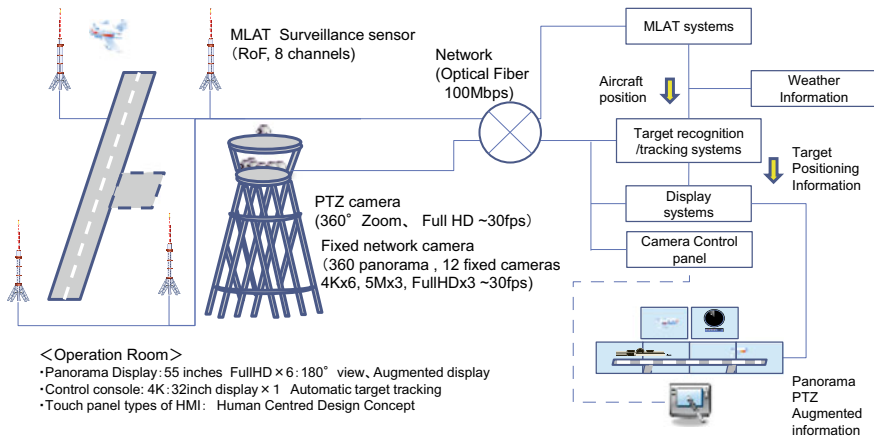 MLAT Surveillance sensor
(RoF, 8 channels)
Network
(Optical Fiber
100Mbps)
MLAT systems
Aircraft
position
Weather
Information
Target recognition
/tracking systems
Target
Positioning
Information
Display
systems
Camera Control
panel
PTZ camera
(360° Zoom、 Full HD ~30fps)
Fixed network camera
(360 panorama , 12 fixed cameras
4Kx6, 5Mx3, FullHDx3 ~30fps)
＜Operation Room＞
・Panorama Display：55 inches FullHD×6：180° view、Augmented display
・Control console: 4K：32inch display×1 Automatic target tracking
・Touch panel types of HMI： Human Centred Design Concept
Panorama
PTZ
Augmented
information